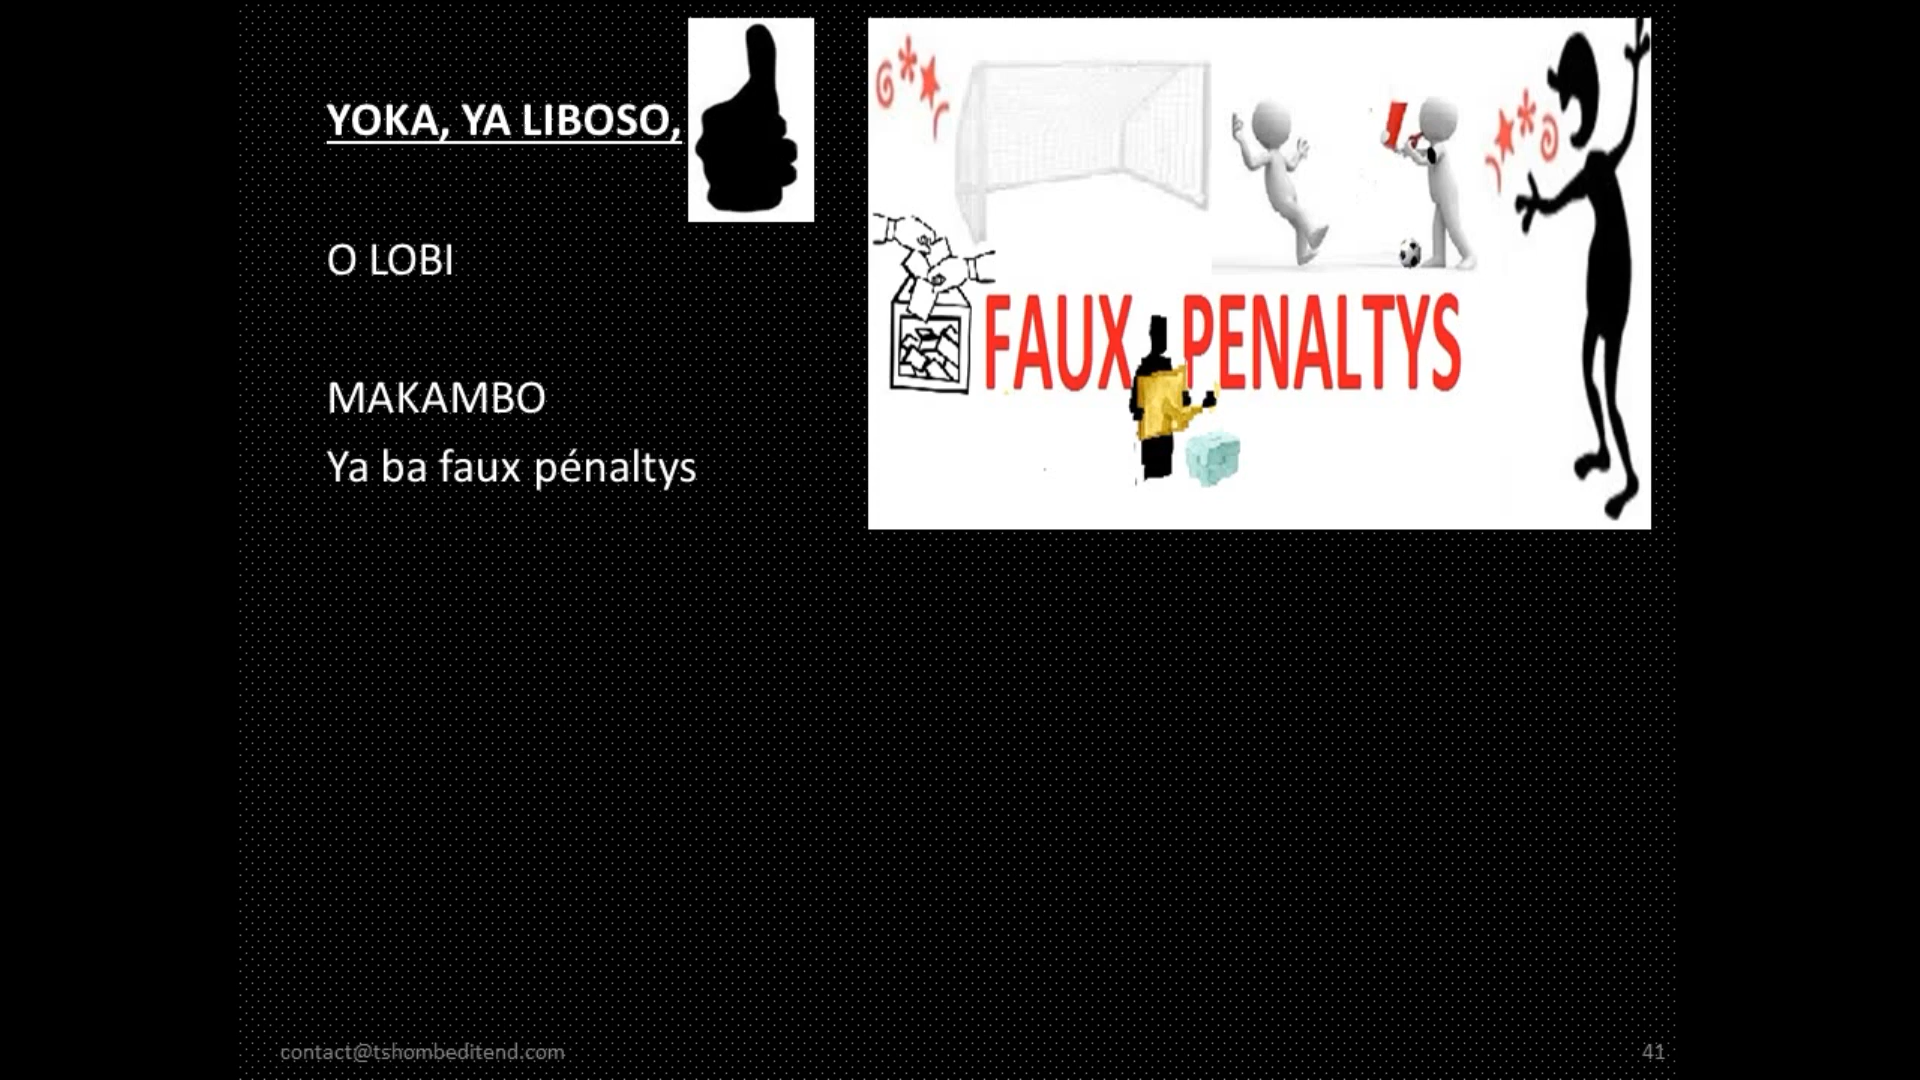 YOKA, YA LIBOSO,
O LOBI
MAKAMBO
Ya ba faux pénaltys
FAUX PENALTYS
contact@tshombeditend.com
41